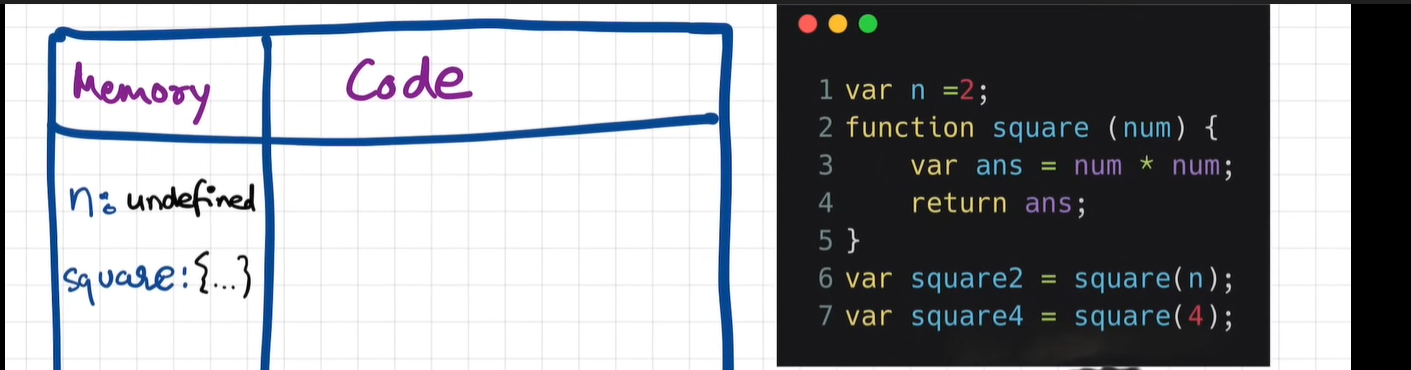 Memory
Code
n: undefined
square: {...}
1 var n =2;
2 function square (num) {
3     var ans = num * num;
4     return ans;
5 }
6 var square2 = square(n);
7 var square4 = square(4);